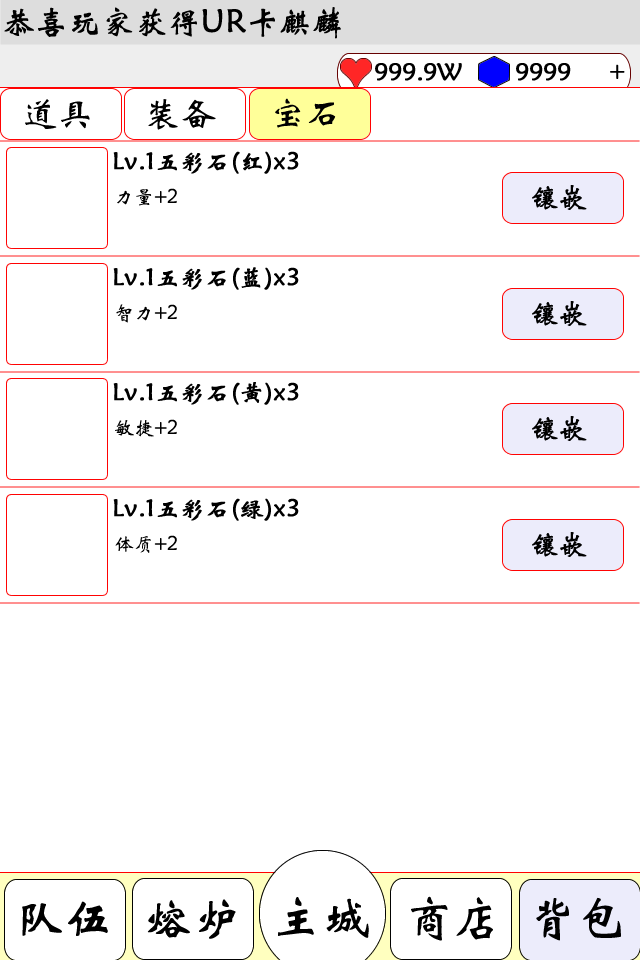 恭喜玩家获得UR卡麒麟
999.9W 9999 +
道具 装备 宝石
Lv.1五彩石(红)x3
力量+2
镶嵌
Lv.1五彩石(蓝)x3
智力+2
镶嵌
Lv.1五彩石(黄)x3
敏捷+2
镶嵌
Lv.1五彩石(绿)x3
体质+2
镶嵌
队伍 熔炉 主城 商店 背包